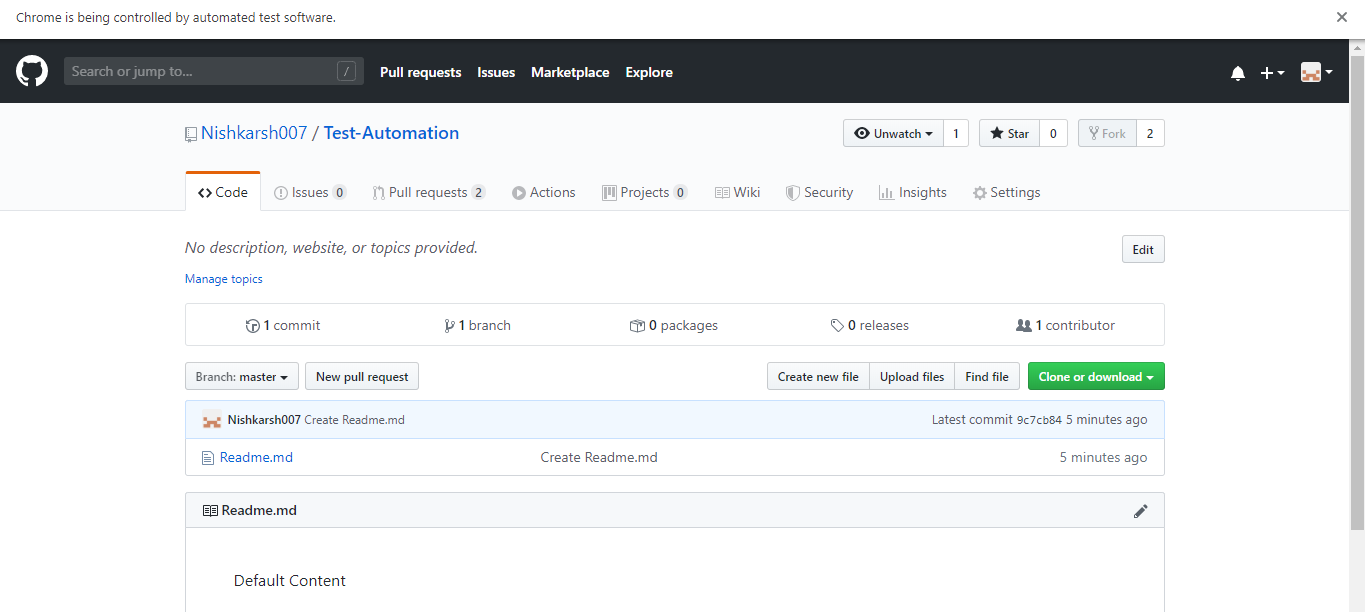 Chrome is being controlled by automated test software.
Search or jump to... /
Pull requests Issues Marketplace Explore
Nishkarsh007 / Test-Automation
Unwatch 1 Star 0 Fork 2
Code Issues 0 Pull requests 2 Actions Projects 0 Wiki Security Insights Settings
No description, website, or topics provided.
Edit
Manage topics
1 commit 1 branch 0 packages 0 releases 1 contributor
Branch: master New pull request Create new file Upload files Find file Clone or download
Nishkarsh007 Create Readme.md Latest commit 9c7cb84 5 minutes ago
Readme.md Create Readme.md 5 minutes ago
Readme.md
Default Content